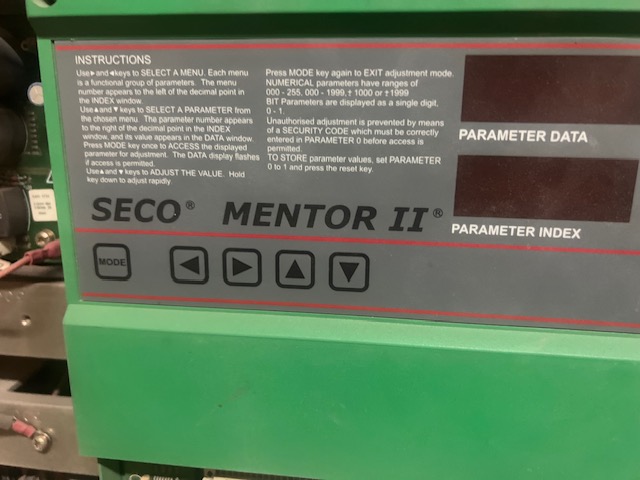 INSTRUCTIONS
Use►and◄keys to SELECT A MENU. Each menu
is a functional group of parameters. The menu
number appears to the left of the decimal point in
the INDEX window.
Use▲and▼keys to SELECT A PARAMETER from
the chosen menu. The parameter number appears
to the right of the decimal point in the INDEX
window, and its value appears in the DATA window.
Press MODE key once to ACCESS the displayed
parameter for adjustment. The DATA display flashes
if access is permitted.
Use▲and▼keys to ADJUST THE VALUE. Hold
key down to adjust rapidly
Press MODE key again to EXIT adjustment mode.
NUMERICAL parameters have ranges of
000 - 255, 000 - 1999, † 1000 or †1999
BIT Parameters are displayed as a single digit,
0 - 1
Unauthorised adjustment is prevented by means
of a SECURITY CODE which must be correctly
entered in PARAMETER 0 before access is
permitted.
TO STORE parameter values, set PARAMETER
0 to 1 and press the reset key.
PARAMETER DATA
PARAMETER INDEX
SECO® MENTOR II®
MODE ◄ ► ▲ ▼